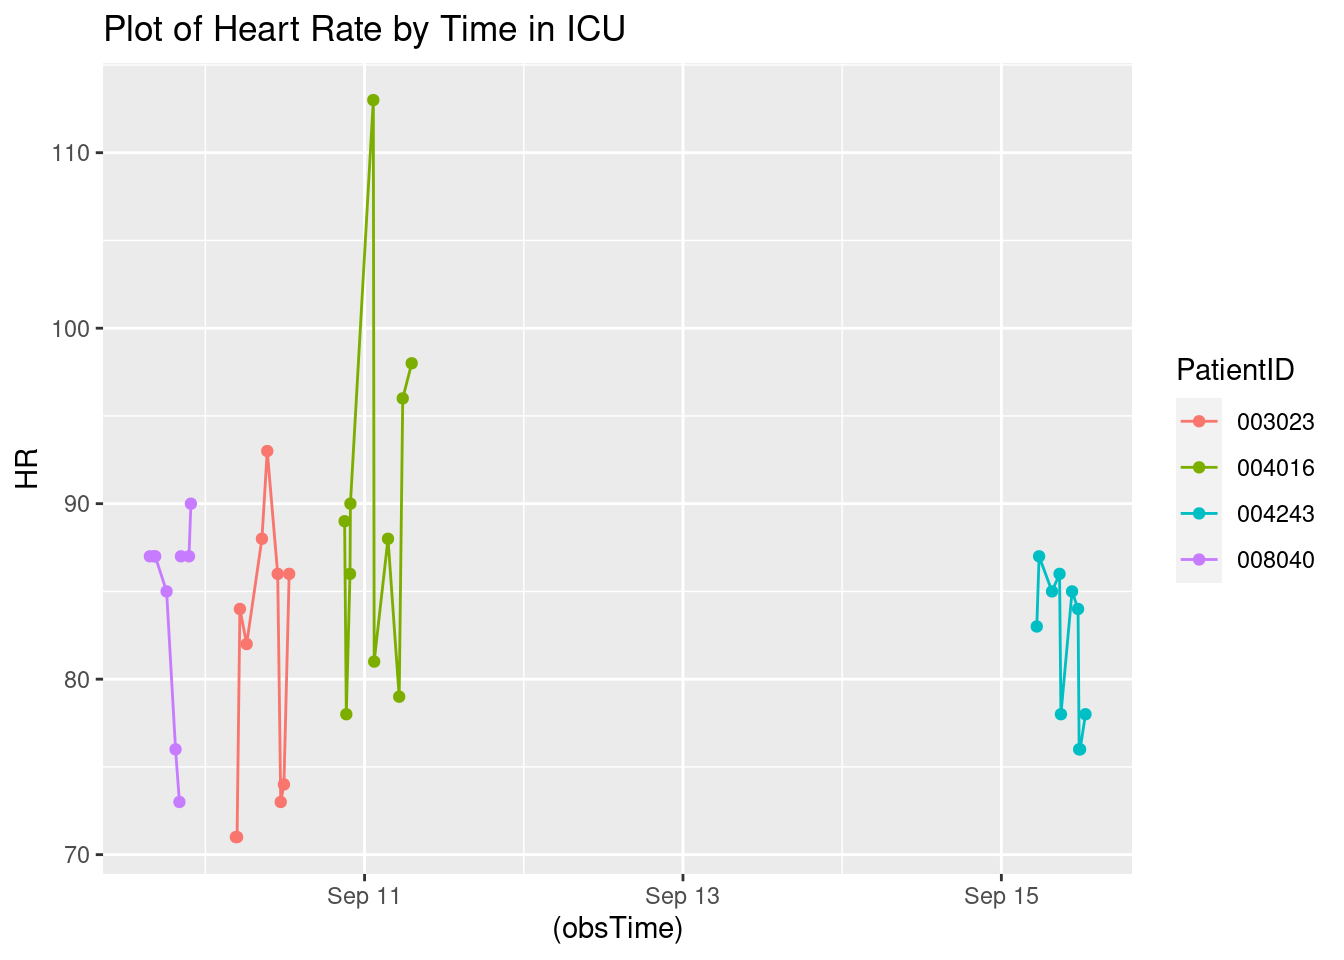 Plot of Heart Rate by Time in ICU
110
100
90
80
70
HR
Sep 11
Sep 13
Sep 15
(obsTime)
PatientID
003023
004016
004243
008040